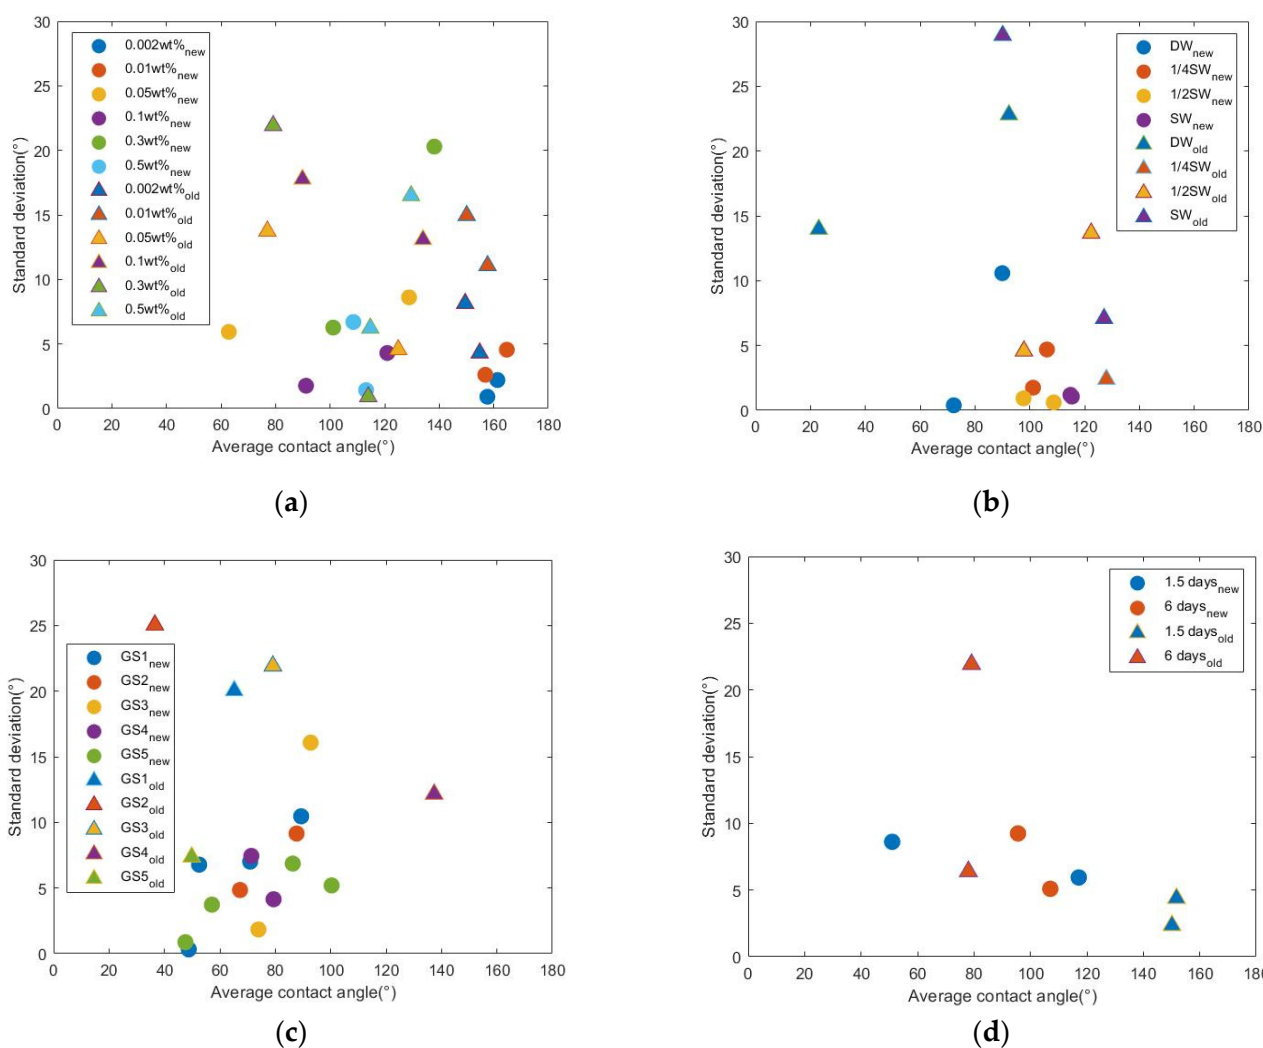 30
25
20
15
10
5
0
Standard deviation(°)
0.002wt%new
0.01wt%new
0.05wt%new
0.1wt%new
0.3wt%new
0.5wt%new
0.002wt%old
0.01wt%old
0.05wt%old
0.1wt%old
0.3wt%old
0.5wt%old
0 20 40 60 80 100 120 140 160 180
Average contact angle(°)
(a)
30
25
20
15
10
5
0
Standard deviation(°)
DWnew
1/4SWnew
1/2SWnew
SWnew
DWold
1/4SWold
1/2SWold
SWold
0 20 40 60 80 100 120 140 160 180
Average contact angle(°)
(b)
30
25
20
15
10
5
0
Standard deviation(°)
GS1new
GS2new
GS3new
GS4new
GS5new
GS1old
GS2old
GS3old
GS4old
GS5old
0 20 40 60 80 100 120 140 160 180
Average contact angle(°)
(c)
30
25
20
15
10
5
0
Standard deviation(°)
1.5 daysnew
6 daysnew
1.5 daysold
6 daysold
0 20 40 60 80 100 120 140 160 180
Average contact angle(°)
(d)